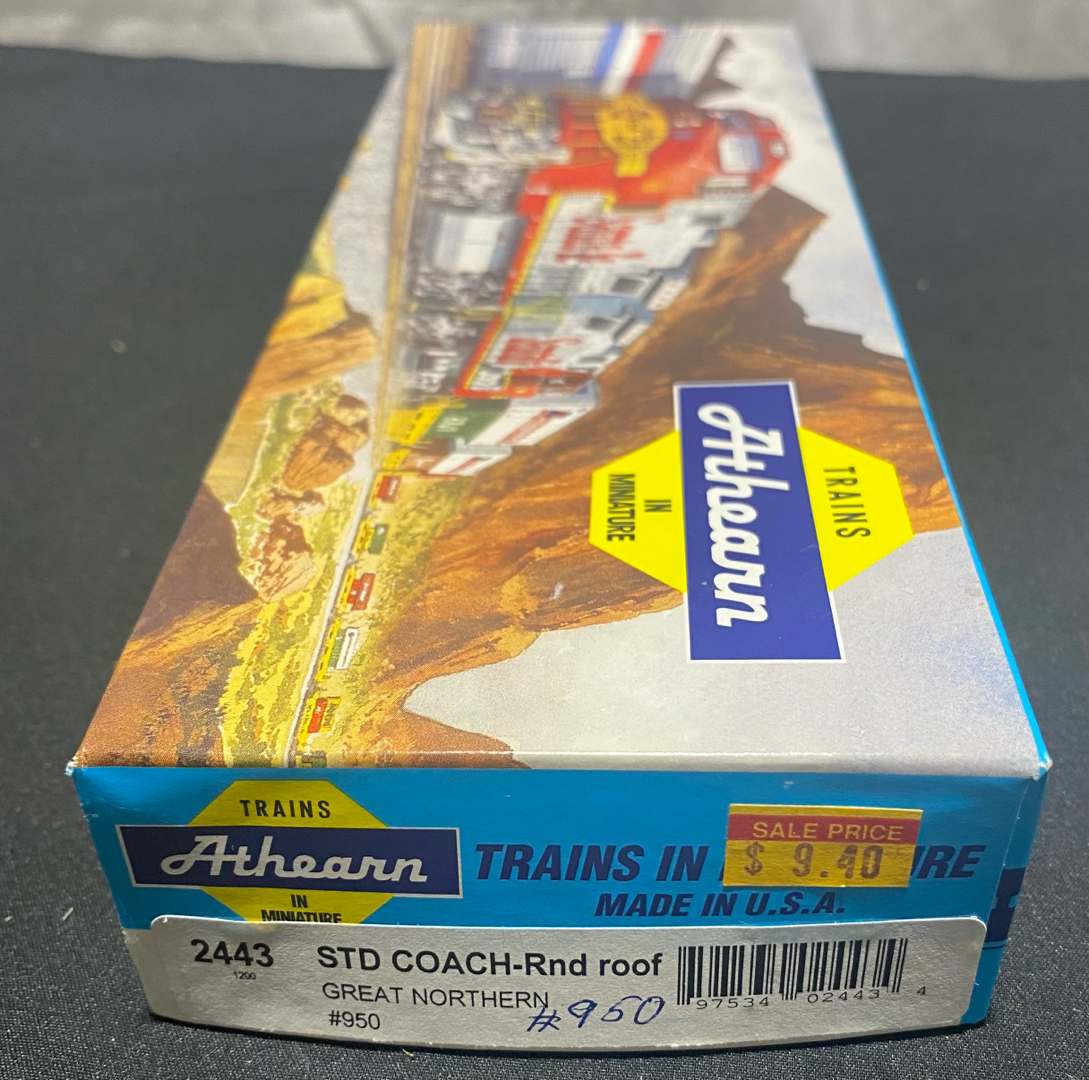 Athearn
TRAINS
IN
MINIATURE
TRAINS
Athearn
IN
MINIATURE
TRAINS IN
SALE PRICE
$ 9.40
MADE IN U.S.A.
2443
1200
STD COACH-Rnd roof
GREAT NORTHERN
#950
#950
97534 02443 4